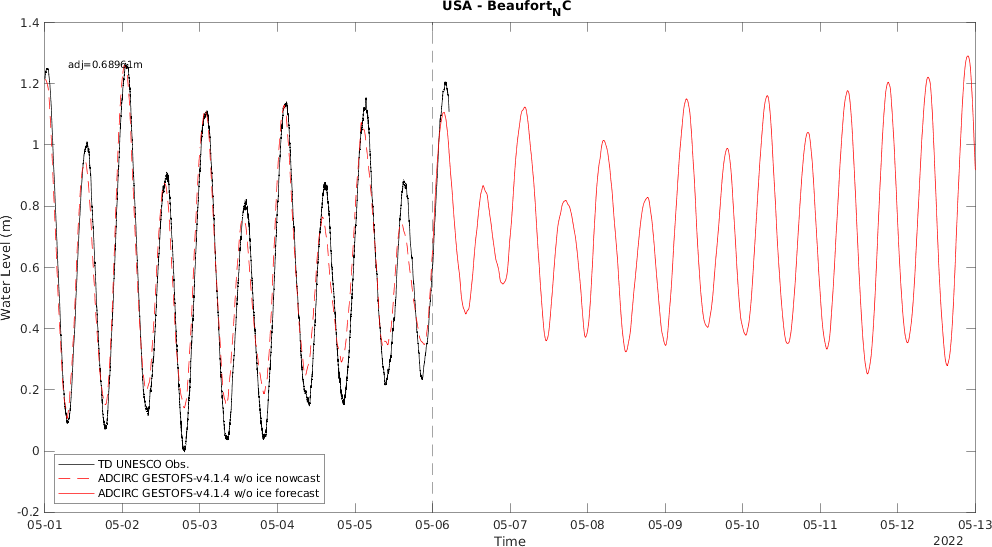 USA - BeaufortNC
adj=0.68961m
Water Level (m)
1.4
1.2
1
0.8
0.6
0.4
0.2
0
-0.2
TD UNESCO Obs.
ADCIRC GESTOFS-v4.1.4 w/o ice nowcast
ADCIRC GESTOFS-v4.1.4 w/o ice forecast
05-01 05-02 05-03 05-04 05-05 05-06 05-07 05-08 05-09 05-10 05-11 05-12 05-13
Time
2022